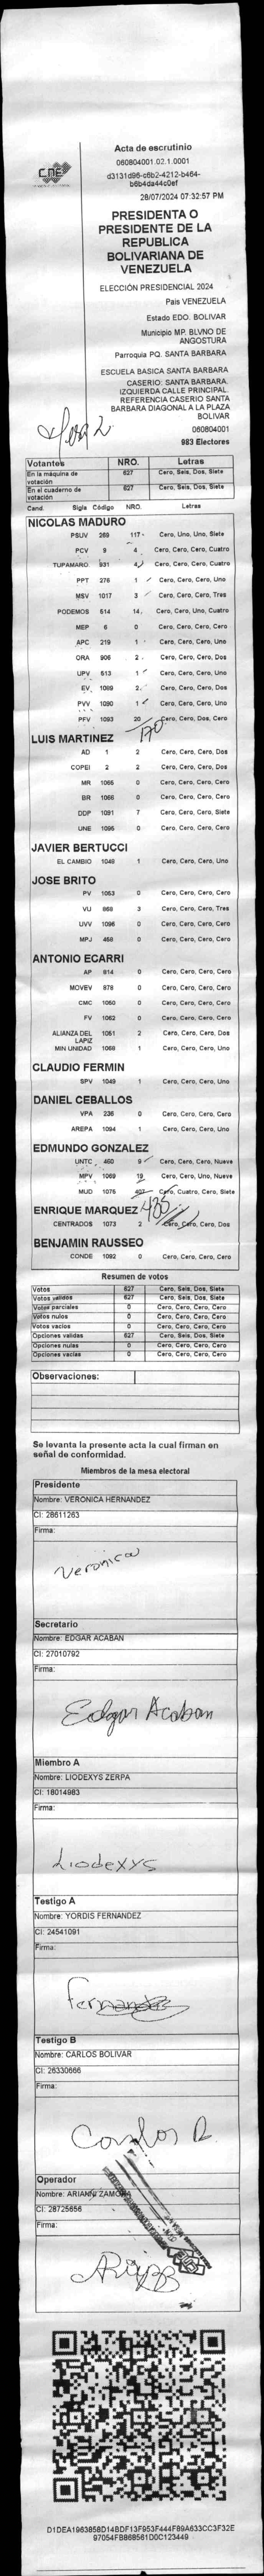 Acta de escrutinio
060804001.02.1.0001
d3131d96-c6b2-4212-b464-
b6b4da44c0ef
28/07/2024 07:32:57 PM
CNE
PRESIDENTA O
PRESIDENTE DE LA
REPUBLICA
BOLIVARIANA DE
VENEZUELA
ELECCIÓN PRESIDENCIAL 2024
Pais VENEZUELA
Estado EDO. BOLIVAR
Municipio MP. BLVNO DE
ANGOSTURA
Parroquia PQ. SANTA BARBARA
ESCUELA BASICA SANTA BARBARA
CASERIO: SANTA BARBARA.
IZQUIERDA CALLE PRINCIPAL.
REFERENCIA CASERIO SANTA
BARBARA DIAGONAL A LA PLAZA
BOLIVAR
060804001
983 Electores
Votantes NRO. Letras
En la máquina de votación 627 Cero, Seis, Dos, Siete
En el cuaderno de votación 627 Cero, Seis, Dos, Siete
Cand. Sigla Código NRO. Letras
NICOLAS MADURO
PSUV 269 117 Cero, Uno, Uno, Siete
PCV 9 4 Cero, Cero, Cero, Cuatro
TUPAMARO 931 4 Cero, Cero, Cero, Cuatro
PPT 276 1 Cero, Cero, Cero, Uno
MSV 1017 3 Cero, Cero, Cero, Tres
PODEMOS 514 14 Cero, Cero, Uno, Cuatro
MEP 6 0 Cero, Cero, Cero, Cero
APC 219 1 Cero, Cero, Cero, Uno
ORA 906 2 Cero, Cero, Cero, Dos
UPV 513 1 Cero, Cero, Cero, Uno
EV 1089 2 Cero, Cero, Cero, Dos
PVV 1090 1 Cero, Cero, Cero, Uno
PFV 1093 20 Cero, Cero, Dos, Cero
170
LUIS MARTINEZ
AD 1 2 Cero, Cero, Cero, Dos
COPEI 2 2 Cero, Cero, Cero, Dos
MR 1065 0 Cero, Cero, Cero, Cero
BR 1066 0 Cero, Cero, Cero, Cero
DDP 1091 7 Cero, Cero, Cero, Siete
UNE 1095 0 Cero, Cero, Cero, Cero
JAVIER BERTUCCI
EL CAMBIO 1048 1 Cero, Cero, Cero, Uno
JOSE BRITO
PV 1053 0 Cero, Cero, Cero, Cero
VU 868 3 Cero, Cero, Cero, Tres
UVV 1096 0 Cero, Cero, Cero, Cero
MPJ 458 0 Cero, Cero, Cero, Cero
ANTONIO ECARRI
AP 814 0 Cero, Cero, Cero, Cero
MOVEV 878 0 Cero, Cero, Cero, Cero
CMC 1050 0 Cero, Cero, Cero, Cero
FV 1062 0 Cero, Cero, Cero, Cero
ALIANZA DEL LAPIZ 1051 2 Cero, Cero, Cero, Dos
MIN UNIDAD 1068 1 Cero, Cero, Cero, Uno
CLAUDIO FERMIN
SPV 1049 1 Cero, Cero, Cero, Uno
DANIEL CEBALLOS
VPA 236 0 Cero, Cero, Cero, Cero
AREPA 1094 1 Cero, Cero, Cero, Uno
EDMUNDO GONZALEZ
UNTC 460 9 Cero, Cero, Cero, Nueve
MPV 1069 19 Cero, Cero, Uno, Nueve
MUD 1075 407 Cero, Cuatro, Cero, Siete
435
ENRIQUE MARQUEZ
CENTRADOS 1073 2 Cero, Cero, Cero, Dos
BENJAMIN RAUSSEO
CONDE 1092 0 Cero, Cero, Cero, Cero
Resumen de votos
Votos 627 Cero, Seis, Dos, Siete
Votos validos 627 Cero, Seis, Dos, Siete
Votos parciales 0 Cero, Cero, Cero, Cero
Votos nulos 0 Cero, Cero, Cero, Cero
Votos vacios 0 Cero, Cero, Cero, Cero
Opciones validas 627 Cero, Seis, Dos, Siete
Opciones nulas 0 Cero, Cero, Cero, Cero
Opciones vacias 0 Cero, Cero, Cero, Cero
Observaciones:
Se levanta la presente acta la cual firman en
señal de conformidad.
Miembros de la mesa electoral
Presidente
Nombre: VERONICA HERNANDEZ
CI: 28611263
Firma:
Veronica
Secretario
Nombre: EDGAR ACABAN
CI: 27010792
Firma:
Edgar Acaban
Miembro A
Nombre: LIODEXYS ZERPA
CI: 18014983
Firma:
Liodexys
Testigo A
Nombre: YORDIS FERNANDEZ
CI: 24541091
Firma:
Fernandez
Testigo B
Nombre: CARLOS BOLIVAR
CI: 26330666
Firma:
Carlos B
Operador
Nombre: ARIANNI ZAMORA
CI: 28725656
Firma:
D1DEA1963858D14BDF13F953F444F89A633CC3F32E
97054FB868561D0C123449